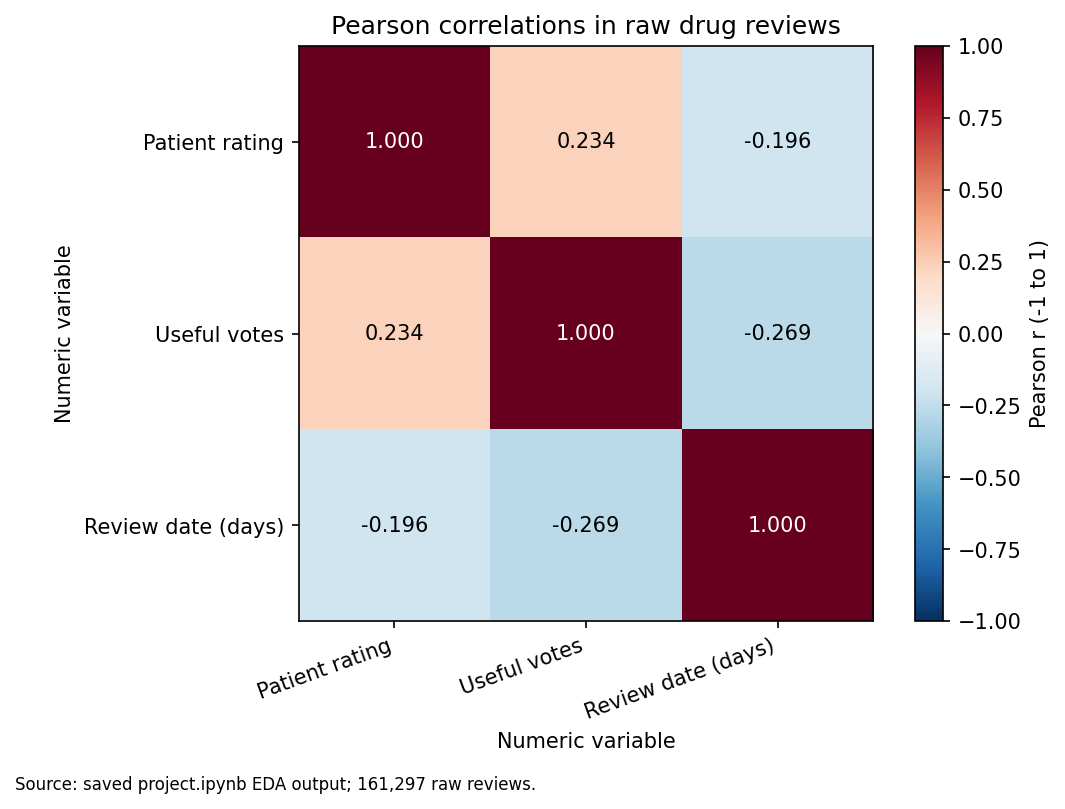 Pearson correlations in raw drug reviews
Numeric variable
Patient rating
Useful votes
Review date (days)
1.000 0.234 -0.196
0.234 1.000 -0.269
-0.196 -0.269 1.000
Patient rating
Useful votes
Review date (days)
Numeric variable
1.00
0.75
0.50
0.25
0.00
−0.25
−0.50
−0.75
−1.00
Pearson r (-1 to 1)
Source: saved project.ipynb EDA output; 161,297 raw reviews.